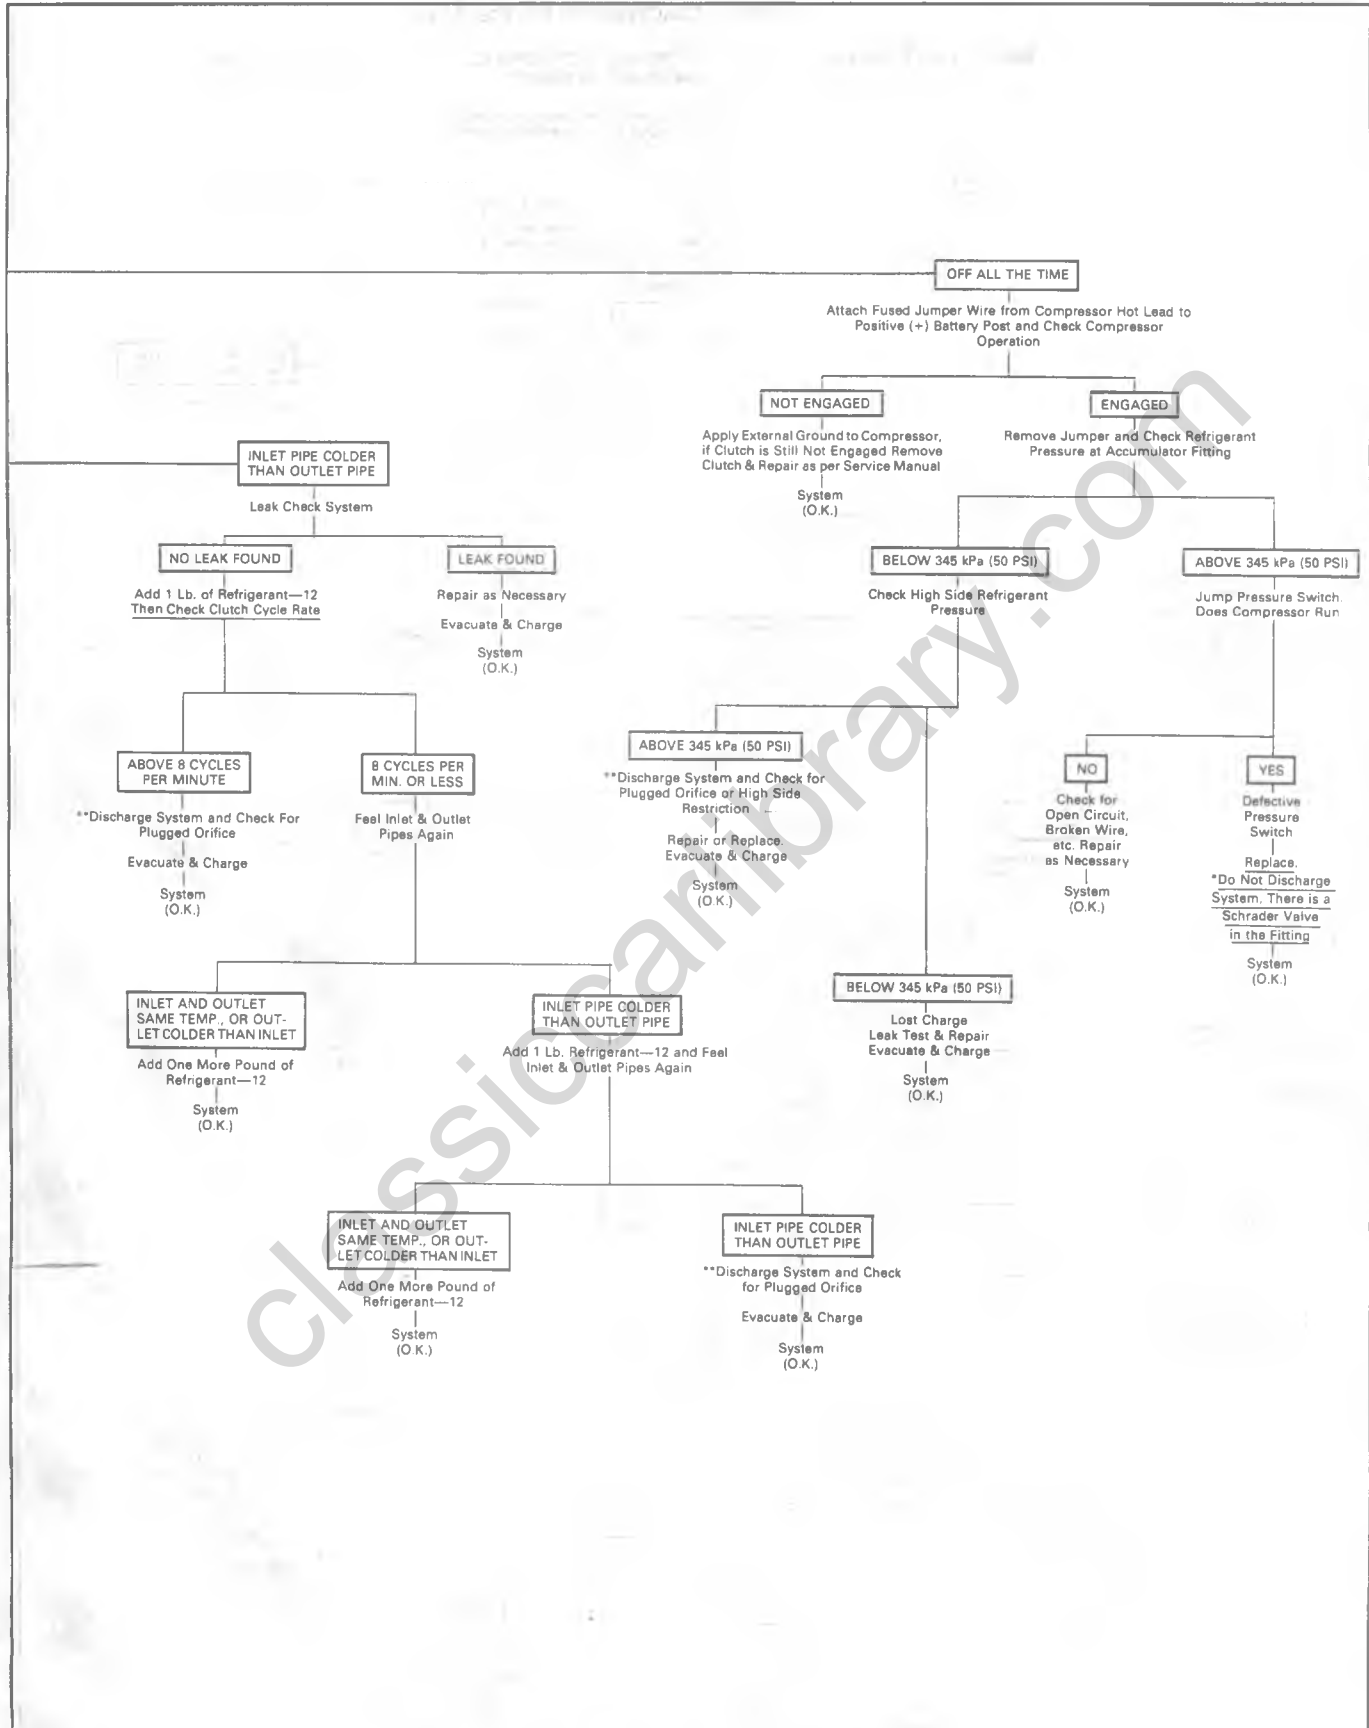 OFF ALL THE TIME
Attach Fused Jumper Wire from Compressor Hot Lead to
Positive (+) Battery Post and Check Compressor
Operation
NOT ENGAGED
Apply External Ground to Compressor,
if Clutch is Still Not Engaged Remove
Clutch & Repair as per Service Manual
System
(O.K.)
ENGAGED
Remove Jumper and Check Refrigerant
Pressure at Accumulator Fitting
INLET PIPE COLDER
THAN OUTLET PIPE
Leak Check System
NO LEAK FOUND
Add 1 Lb. of Refrigerant—12
Then Check Clutch Cycle Rate
LEAK FOUND
Repair as Necessary
Evacuate & Charge
System
(O.K.)
BELOW 345 kPa (50 PSI)
Check High Side Refrigerant
Pressure
ABOVE 345 kPa (50 PSI)
Jump Pressure Switch.
Does Compressor Run
ABOVE 8 CYCLES
PER MINUTE
**Discharge System and Check For
Plugged Orifice
Evacuate & Charge
System
(O.K.)
8 CYCLES PER
MIN. OR LESS
Feel Inlet & Outlet
Pipes Again
ABOVE 345 kPa (50 PSI)
**Discharge System and Check for
Plugged Orifice or High Side
Restriction
Repair or Replace.
Evacuate & Charge
System
(O.K.)
NO
Check for
Open Circuit,
Broken Wire,
etc. Repair
as Necessary
System
(O.K.)
YES
Defective
Pressure
Switch
Replace.
*Do Not Discharge
System. There is a
Schrader Valve
in the Fitting
System
(O.K.)
INLET AND OUTLET
SAME TEMP., OR OUT-
LET COLDER THAN INLET
Add One More Pound of
Refrigerant—12
System
(O.K.)
INLET PIPE COLDER
THAN OUTLET PIPE
Add 1 Lb. Refrigerant—12 and Feel
Inlet & Outlet Pipes Again
BELOW 345 kPa (50 PSI)
Lost Charge
Leak Test & Repair
Evacuate & Charge
System
(O.K.)
INLET AND OUTLET
SAME TEMP., OR OUT-
LET COLDER THAN INLET
Add One More Pound of
Refrigerant—12
System
(O.K.)
INLET PIPE COLDER
THAN OUTLET PIPE
**Discharge System and Check
for Plugged Orifice
Evacuate & Charge
System
(O.K.)
classiccarlibrary.com